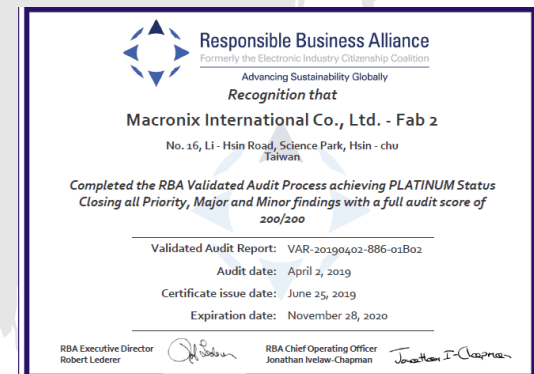 Responsible Business Alliance
Formerly the Electronic Industry Citizenship Coalition
Advancing Sustainability Globally
Recognition that
Macronix International Co., Ltd. - Fab 2
No. 16, Li - Hsin Road, Science Park, Hsin - chu
Taiwan
Completed the RBA Validated Audit Process achieving PLATINUM Status
Closing all Priority, Major and Minor findings with a full audit score of
200/200
Validated Audit Report: VAR-20190402-886-01B02
Audit date: April 2, 2019
Certificate issue date: June 25, 2019
Expiration date: November 28, 2020
RBA Executive Director
Robert Lederer
RBA Chief Operating Officer
Jonathan Ivelaw-Chapman
Jonathan I-Chapman